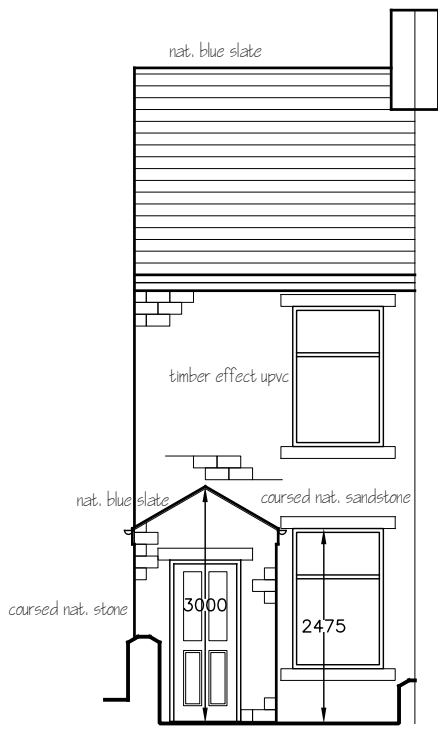 nat. blue slate
timber effect upvc
nat. blue slate
coursed nat. sandstone
coursed nat. stone
3000
2475